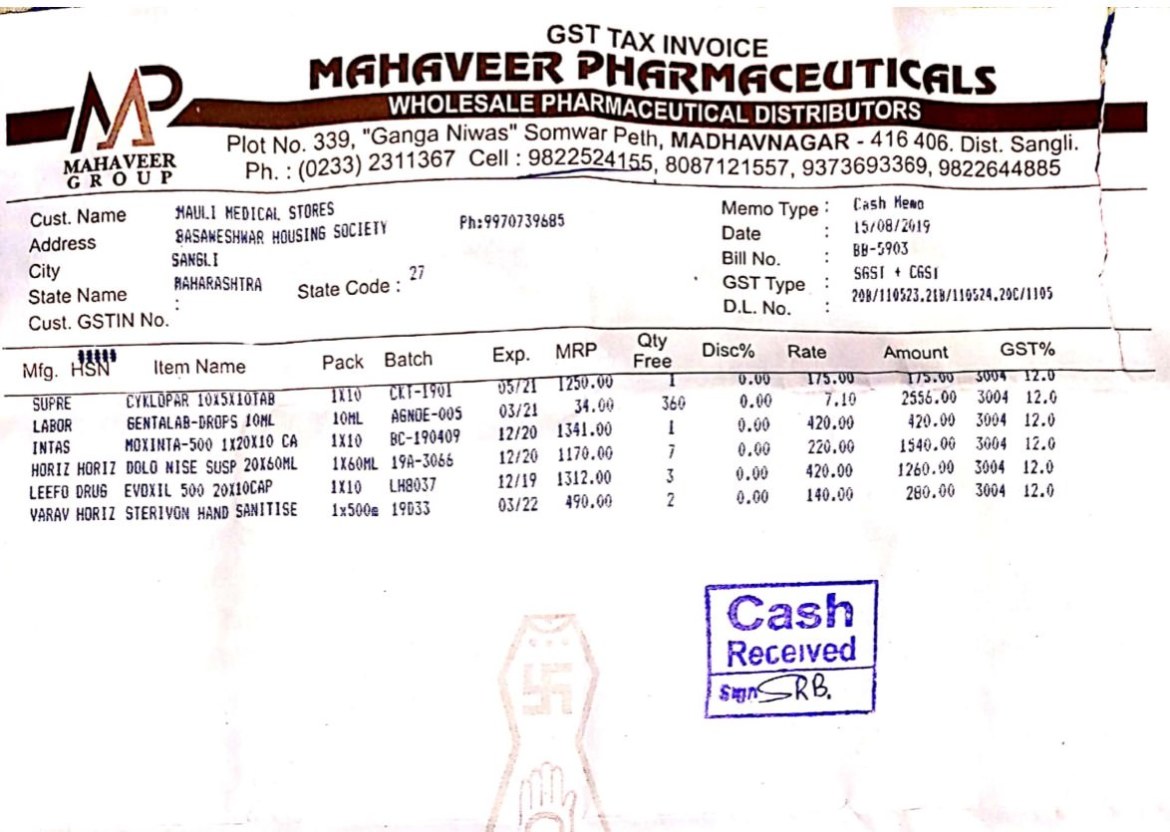 GST TAX INVOICE
MAHAVEER PHARMACEUTICALS
WHOLESALE PHARMACEUTICAL DISTRIBUTORS
Plot No. 339, "Ganga Niwas" Somwar Peth, MADHAVNAGAR - 416 406. Dist. Sangli.
Ph. : (0233) 2311367 Cell : 9822524155, 8087121557, 9373693369, 9822644885
MP
MAHAVEER
GROUP
Cust. Name MAULI MEDICAL STORES
Address BASAWESHWAR HOUSING SOCIETY Ph:9970739685
City SANGLI
State Name MAHARASHTRA State Code : 27
Cust. GSTIN No. :
Memo Type : Cash Memo
Date : 15/08/2019
Bill No. : BB-5903
GST Type : SGST + CGST
D.L. No. : 20B/110523,21B/110524,20C/1105
Mfg. HSN Item Name Pack Batch Exp. MRP Qty Free Disc% Rate Amount GST%
SUPRE CYKLOPAR 10X5X10TAB 1X10 CKT-1901 05/21 1250.00 1 0.00 175.00 175.00 3004 12.0
LABOR GENTALAB-DROPS 10ML 10ML AGNDE-005 03/21 34.00 360 0.00 7.10 2556.00 3004 12.0
INTAS MOXINTA-500 1X20X10 CA 1X10 BC-190409 12/20 1341.00 1 0.00 420.00 420.00 3004 12.0
HORIZ HORIZ DOLO NISE SUSP 20X60ML 1X60ML 19A-3066 12/20 1170.00 7 0.00 220.00 1540.00 3004 12.0
LEEFO DRUG EVOXIL 500 20X10CAP 1X10 LH8037 12/19 1312.00 3 0.00 420.00 1260.00 3004 12.0
VARAV HORIZ STERIVON HAND SANITISE 1x500m 19D33 03/22 490.00 2 0.00 140.00 280.00 3004 12.0
Cash
Received
Sign SRB.